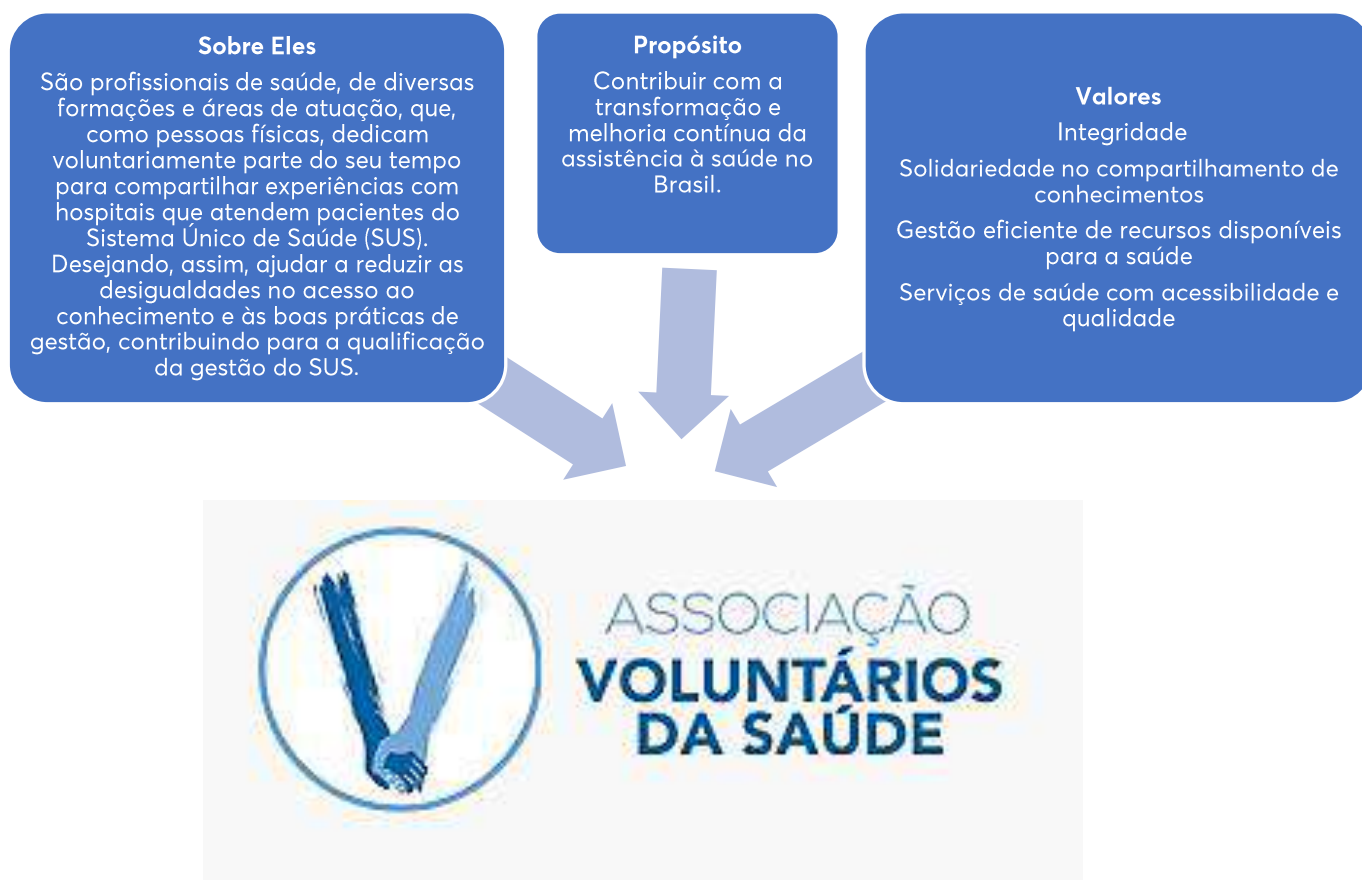 Sobre Eles
São profissionais de saúde, de diversas
formações e áreas de atuação, que,
como pessoas físicas, dedicam
voluntariamente parte do seu tempo
para compartilhar experiências com
hospitais que atendem pacientes do
Sistema Único de Saúde (SUS).
Desejando, assim, ajudar a reduzir as
desigualdades no acesso ao
conhecimento e às boas práticas de
gestão, contribuindo para a qualificação
da gestão do SUS.
Propósito
Contribuir com a
transformação e
melhoria contínua da
assistência à saúde no
Brasil.
Valores
Integridade
Solidariedade no compartilhamento de
conhecimentos
Gestão eficiente de recursos disponíveis
para a saúde
Serviços de saúde com acessibilidade e
qualidade
ASSOCIAÇÃO
VOLUNTÁRIOS
DA SAÚDE